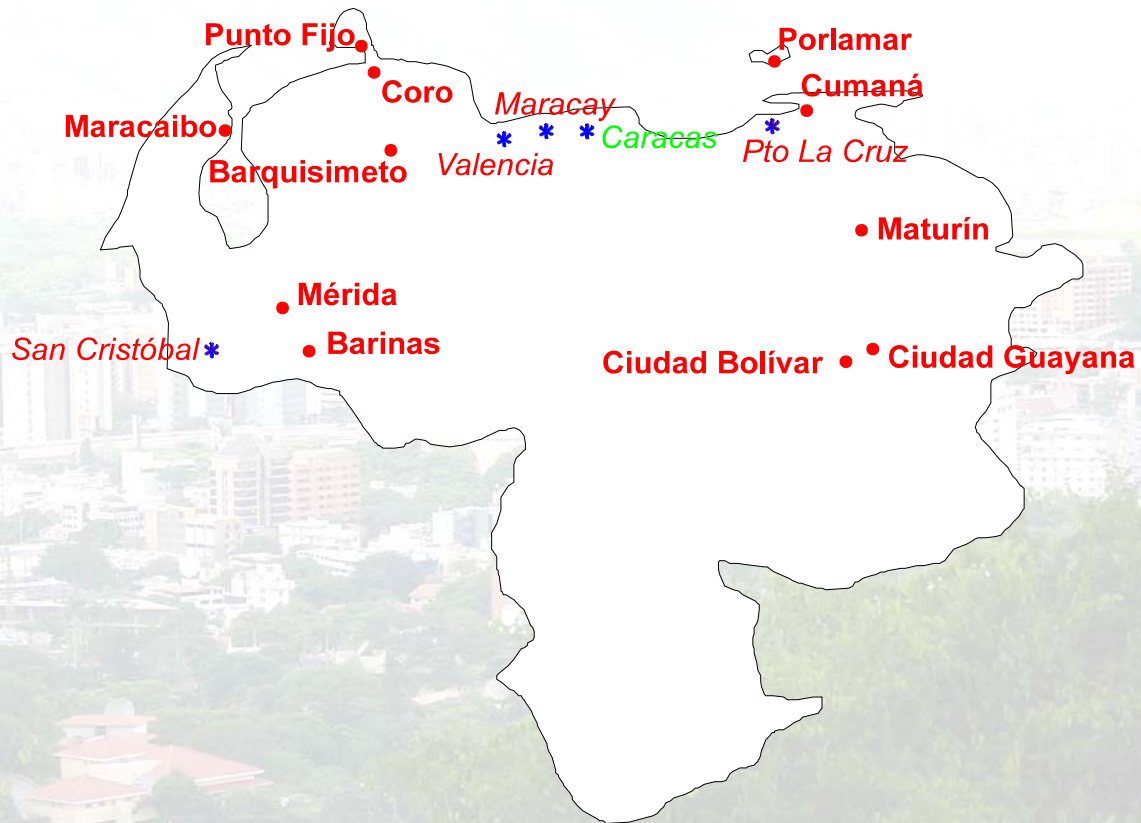 Punto Fijo
Porlamar
Coro
Cumaná
Maracay
Maracaibo
Caracas
Pto La Cruz
Valencia
Barquisimeto
Maturín
Mérida
San Cristóbal
Barinas
Ciudad Bolívar
Ciudad Guayana